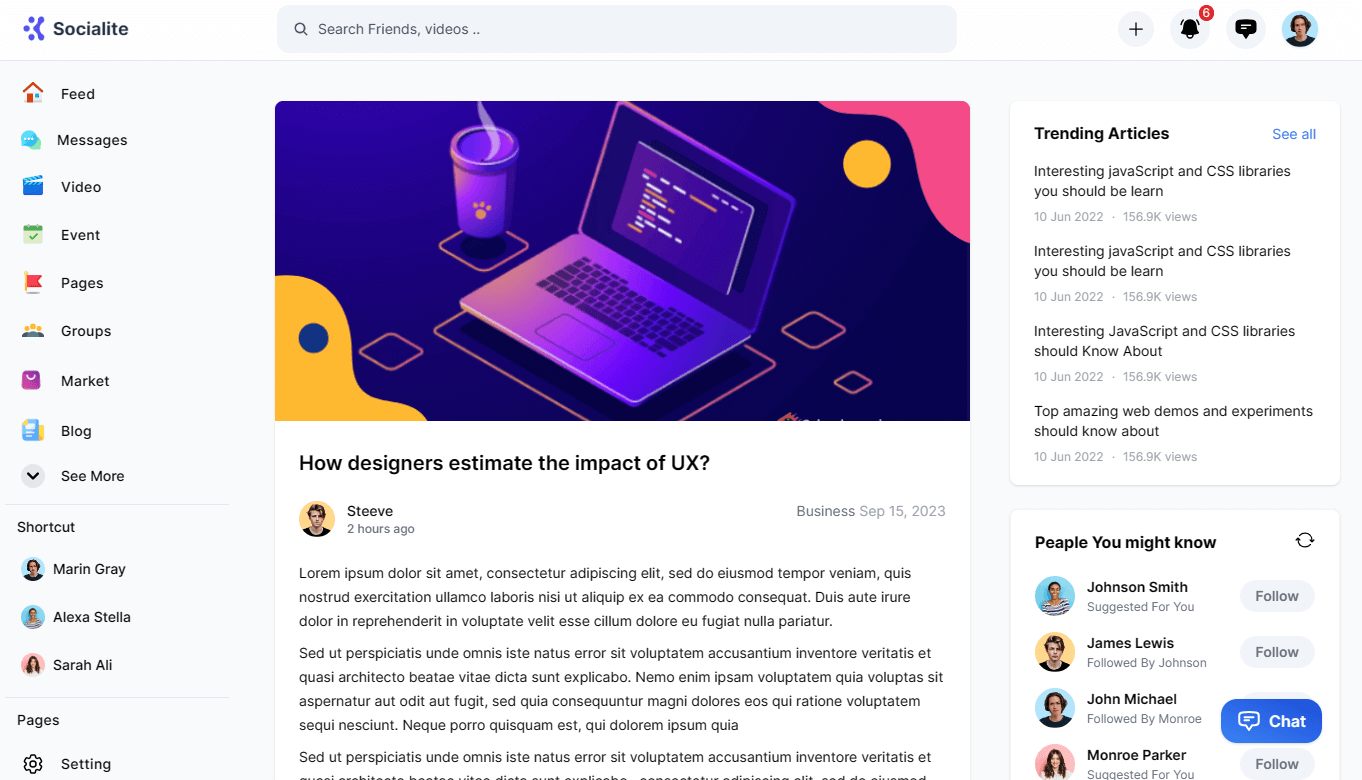 Socialite
Search Friends, videos ..
6
Feed
Messages
Video
Event
Pages
Groups
Market
Blog
See More
Shortcut
Marin Gray
Alexa Stella
Sarah Ali
Pages
Setting
How designers estimate the impact of UX?
Steeve
2 hours ago
Business Sep 15, 2023
Lorem ipsum dolor sit amet, consectetur adipiscing elit, sed do eiusmod tempor veniam, quis
nostrud exercitation ullamco laboris nisi ut aliquip ex ea commodo consequat. Duis aute irure
dolor in reprehenderit in voluptate velit esse cillum dolore eu fugiat nulla pariatur.
Sed ut perspiciatis unde omnis iste natus error sit voluptatem accusantium inventore veritatis et
quasi architecto beatae vitae dicta sunt explicabo. Nemo enim ipsam voluptatem quia voluptas sit
aspernatur aut odit aut fugit, sed quia consequuntur magni dolores eos qui ratione voluptatem
sequi nesciunt. Neque porro quisquam est, qui dolorem ipsum quia
Sed ut perspiciatis unde omnis iste natus error sit voluptatem accusantium inventore veritatis et
Trending Articles
See all
Interesting javaScript and CSS libraries
you should be learn
10 Jun 2022 · 156.9K views
Interesting javaScript and CSS libraries
you should be learn
10 Jun 2022 · 156.9K views
Interesting JavaScript and CSS libraries
should Know About
10 Jun 2022 · 156.9K views
Top amazing web demos and experiments
should know about
10 Jun 2022 · 156.9K views
Peaple You might know
Johnson Smith
Suggested For You
Follow
James Lewis
Followed By Johnson
Follow
John Michael
Followed By Monroe
Chat
Monroe Parker
Suggested For You
Follow